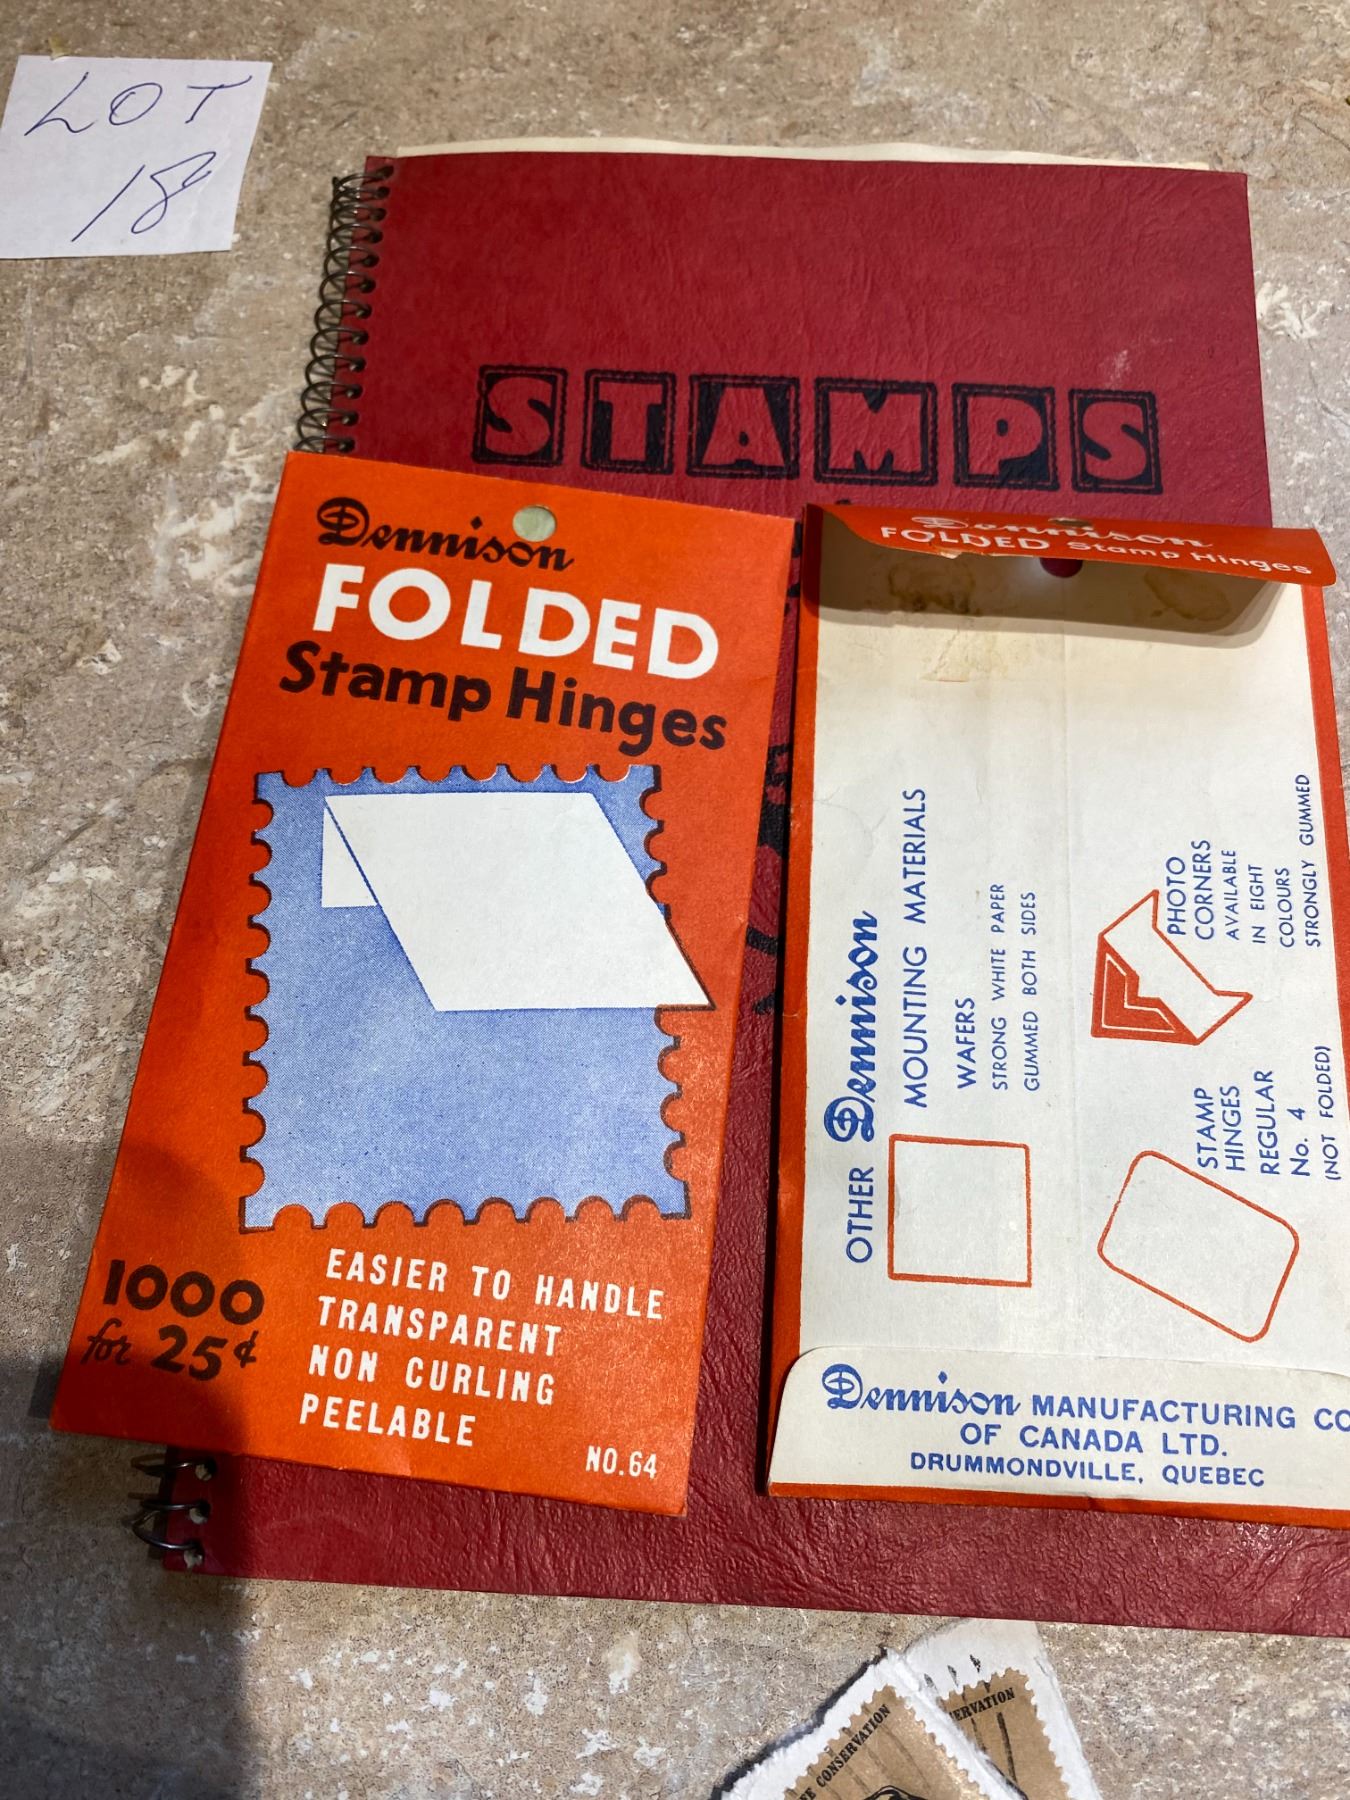 LOT
18
STAMPS
Dennison
FOLDED
Stamp Hinges
1000
for 25¢
EASIER TO HANDLE
TRANSPARENT
NON CURLING
PEELABLE
NO.64
Dennison
FOLDED Stamp Hinges
OTHER Dennison
MOUNTING MATERIALS
WAFERS
STRONG WHITE PAPER
GUMMED BOTH SIDES
PHOTO
CORNERS
AVAILABLE
IN EIGHT
COLOURS
STRONGLY GUMMED
STAMP
HINGES
REGULAR
No. 4
(NOT FOLDED)
Dennison MANUFACTURING CO
OF CANADA LTD.
DRUMMONDVILLE, QUEBEC
CONSERVATION